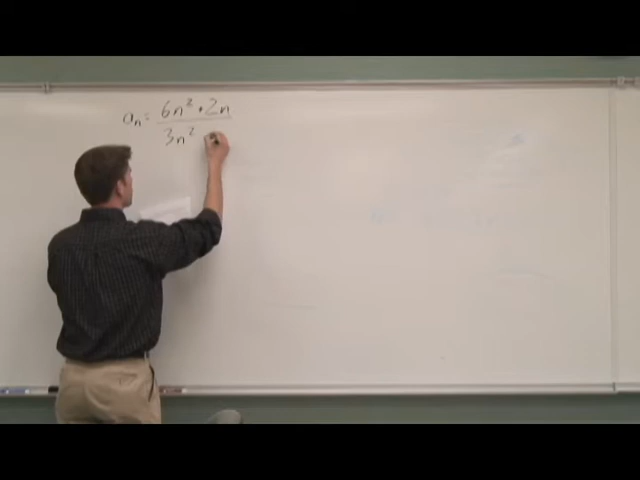 aₙ = 6n² + 2n
3n²